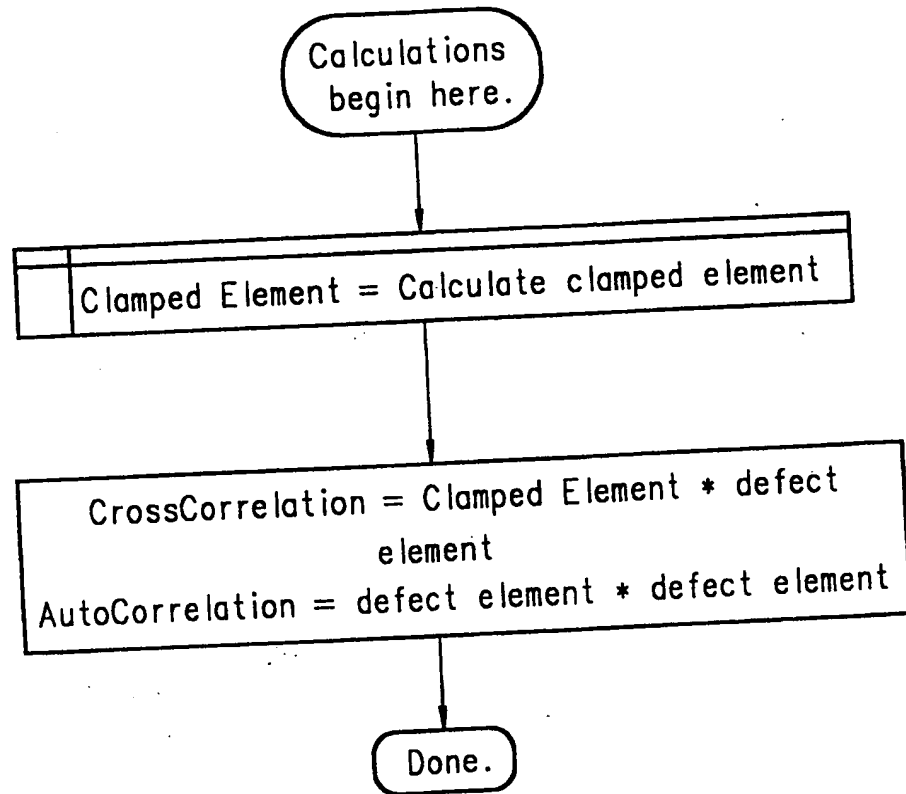 Calculations
begin here.
Clamped Element = Calculate clamped element
CrossCorrelation = Clamped Element * defect
element
AutoCorrelation = defect element * defect element
Done.